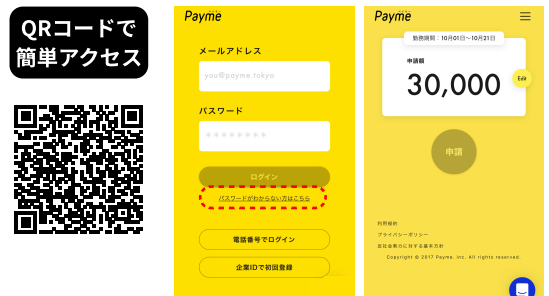 QRコードで
簡単アクセス
Payme
メールアドレス
you@payme.tokyo
パスワード
********
ログイン
パスワードがわからない方はこちら
電話番号でログイン
企業IDで初回登録
Payme
勤務期間：10月01日〜10月21日
申請額
30,000
Edit
申請
利用規約
プライバシーポリシー
反社会勢力に対する基本方針
Copyright © 2017 Payme, Inc. All rights reserved.